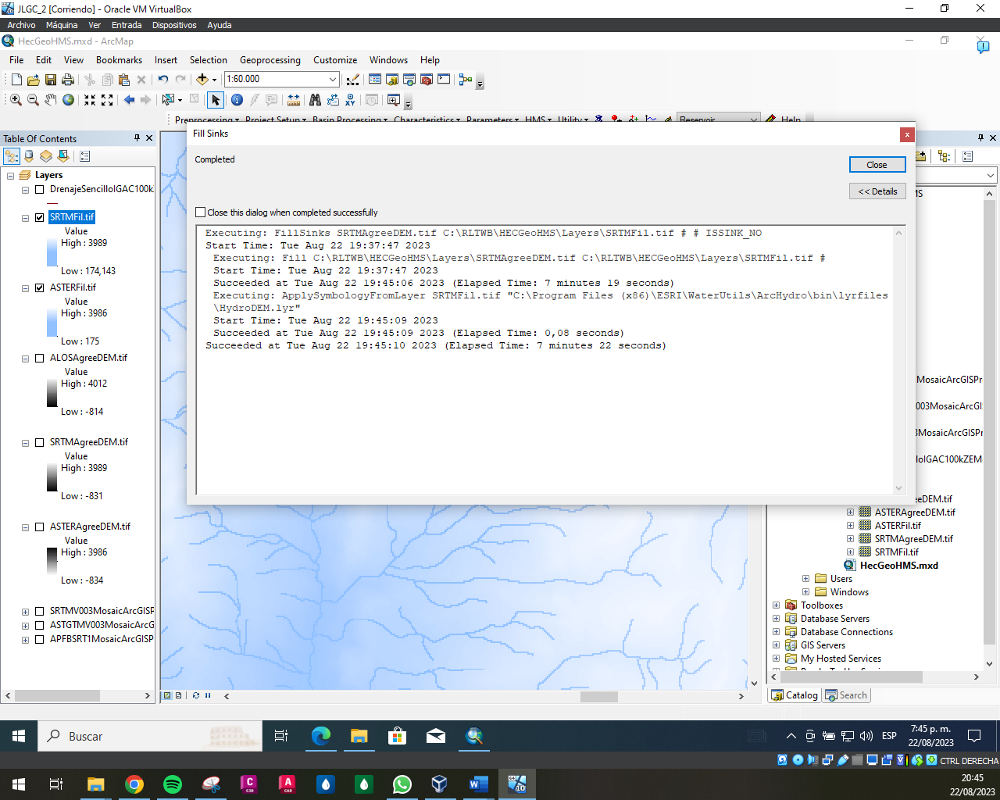 JLGC_2 [Corriendo] - Oracle VM VirtualBox
Archivo Máquina Ver Entrada Dispositivos Ayuda
HecGeoHMS.mxd - ArcMap
File Edit View Bookmarks Insert Selection Geoprocessing Customize Windows Help
1:60.000
Preprocessing Project Setup Basin Processing Characteristics Parameters HMS Utility Reservoir Help
Table Of Contents
Layers
DrenajeSencilloIGAC100k
SRTMFil.tif
Value
High : 3989
Low : 174,143
ASTERFil.tif
Value
High : 3986
Low : 175
ALOSAgreeDEM.tif
Value
High : 4012
Low : -814
SRTMAgreeDEM.tif
Value
High : 3989
Low : -831
ASTERAgreeDEM.tif
Value
High : 3986
Low : -834
SRTMV003MosaicArcGISP
ASTGTMV003MosaicArcG
APFBSRT1MosaicArcGISP
Fill Sinks
Completed
Close
<< Details
Close this dialog when completed successfully
Executing: FillSinks SRTMAgreeDEM.tif C:\RLTWB\HECGeoHMS\Layers\SRTMFil.tif # # ISSINK_NO
Start Time: Tue Aug 22 19:37:47 2023
Executing: Fill C:\RLTWB\HECGeoHMS\Layers\SRTMAgreeDEM.tif C:\RLTWB\HECGeoHMS\Layers\SRTMFil.tif #
Start Time: Tue Aug 22 19:37:47 2023
Succeeded at Tue Aug 22 19:45:06 2023 (Elapsed Time: 7 minutes 19 seconds)
Executing: ApplySymbologyFromLayer SRTMFil.tif "C:\Program Files (x86)\ESRI\WaterUtils\ArcHydro\bin\lyrfiles
\HydroDEM.lyr"
Start Time: Tue Aug 22 19:45:09 2023
Succeeded at Tue Aug 22 19:45:09 2023 (Elapsed Time: 0,08 seconds)
Succeeded at Tue Aug 22 19:45:10 2023 (Elapsed Time: 7 minutes 22 seconds)
MS
MosaicArcGISPr
003MosaicArcGI
3MosaicArcGISPr
loIGAC100kZEM
eeDEM.tif
ASTERAgreeDEM.tif
ASTERFil.tif
SRTMAgreeDEM.tif
SRTMFil.tif
HecGeoHMS.mxd
Users
Windows
Toolboxes
Database Servers
Database Connections
GIS Servers
My Hosted Services
Catalog Search
Buscar
ESP
7:45 p. m.
22/08/2023
CTRL DERECHA
20:45
22/08/2023